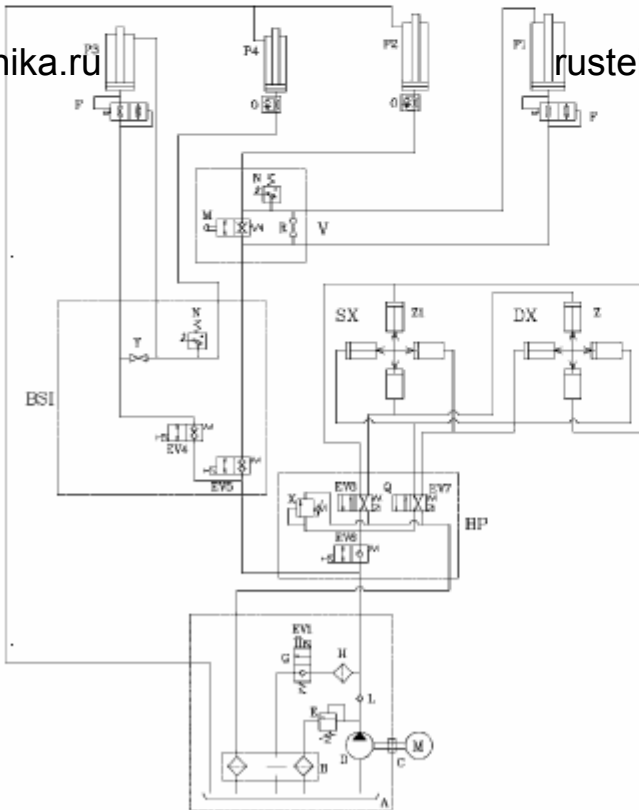 P3
P4
P2
P1
nika.ru
ruste
F
O
O
F
N
M
R
V
N
SX
Z1
DX
Z
BSI
EV4
EV5
EV8
Q
EV7
X
HP
EV6
EV1
G
H
L
E
D
C
M
B
A